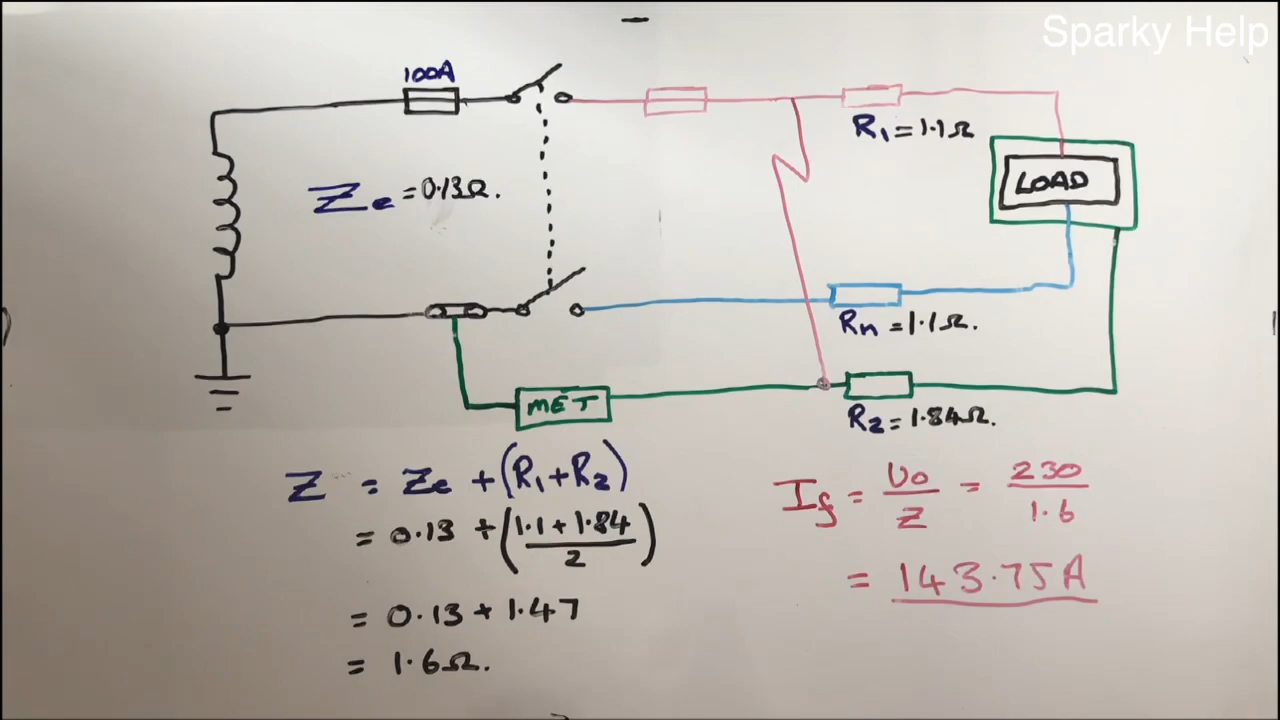 Sparky Help
100A
R₁ = 1.1Ω
Ze = 0.13Ω.
LOAD
Rn = 1.1Ω.
MET
R₂ = 1.84Ω.
Z = Ze + (R₁ + R₂)
= 0.13 + (1.1 + 1.84 / 2)
= 0.13 + 1.47
= 1.6Ω.
If = Uo / Z = 230 / 1.6
= 143.75A